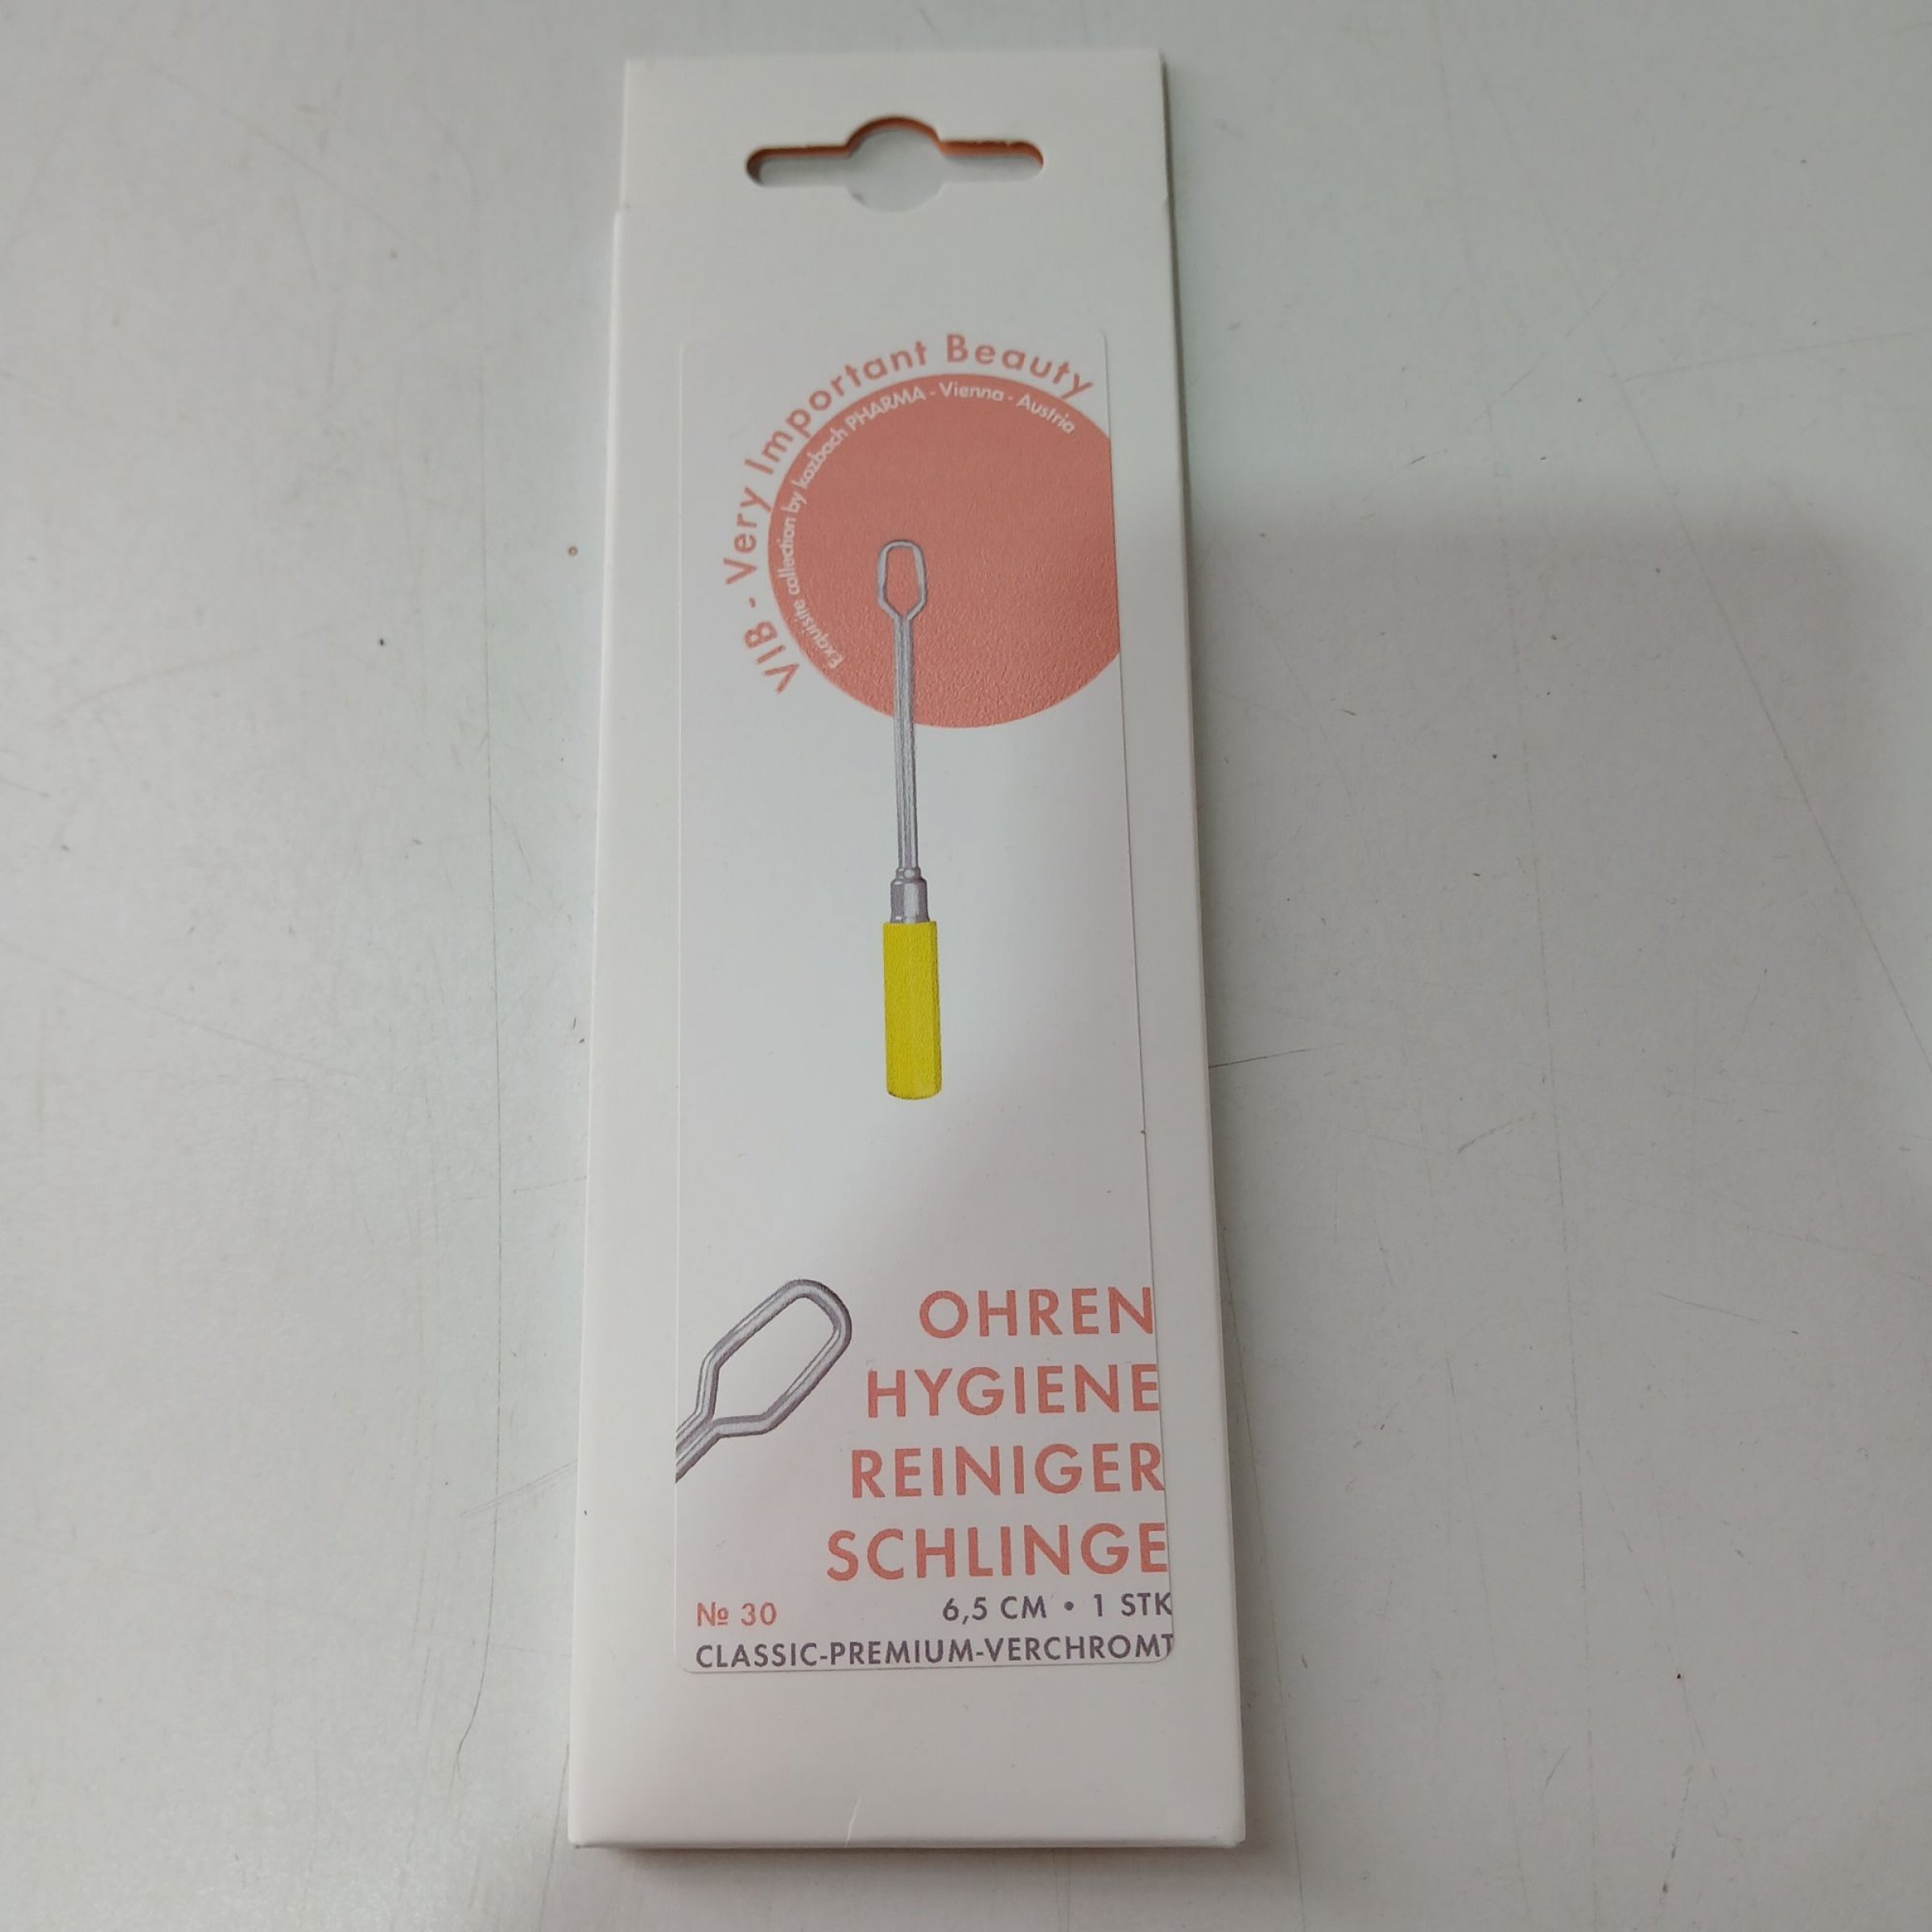 VIB - Very Important Beauty
Exquisite collection by kozbach PHARMA - Vienna - Austria
OHREN
HYGIENE
REINIGER
SCHLINGE
№ 30
6,5 CM • 1 STK
CLASSIC-PREMIUM-VERCHROMT